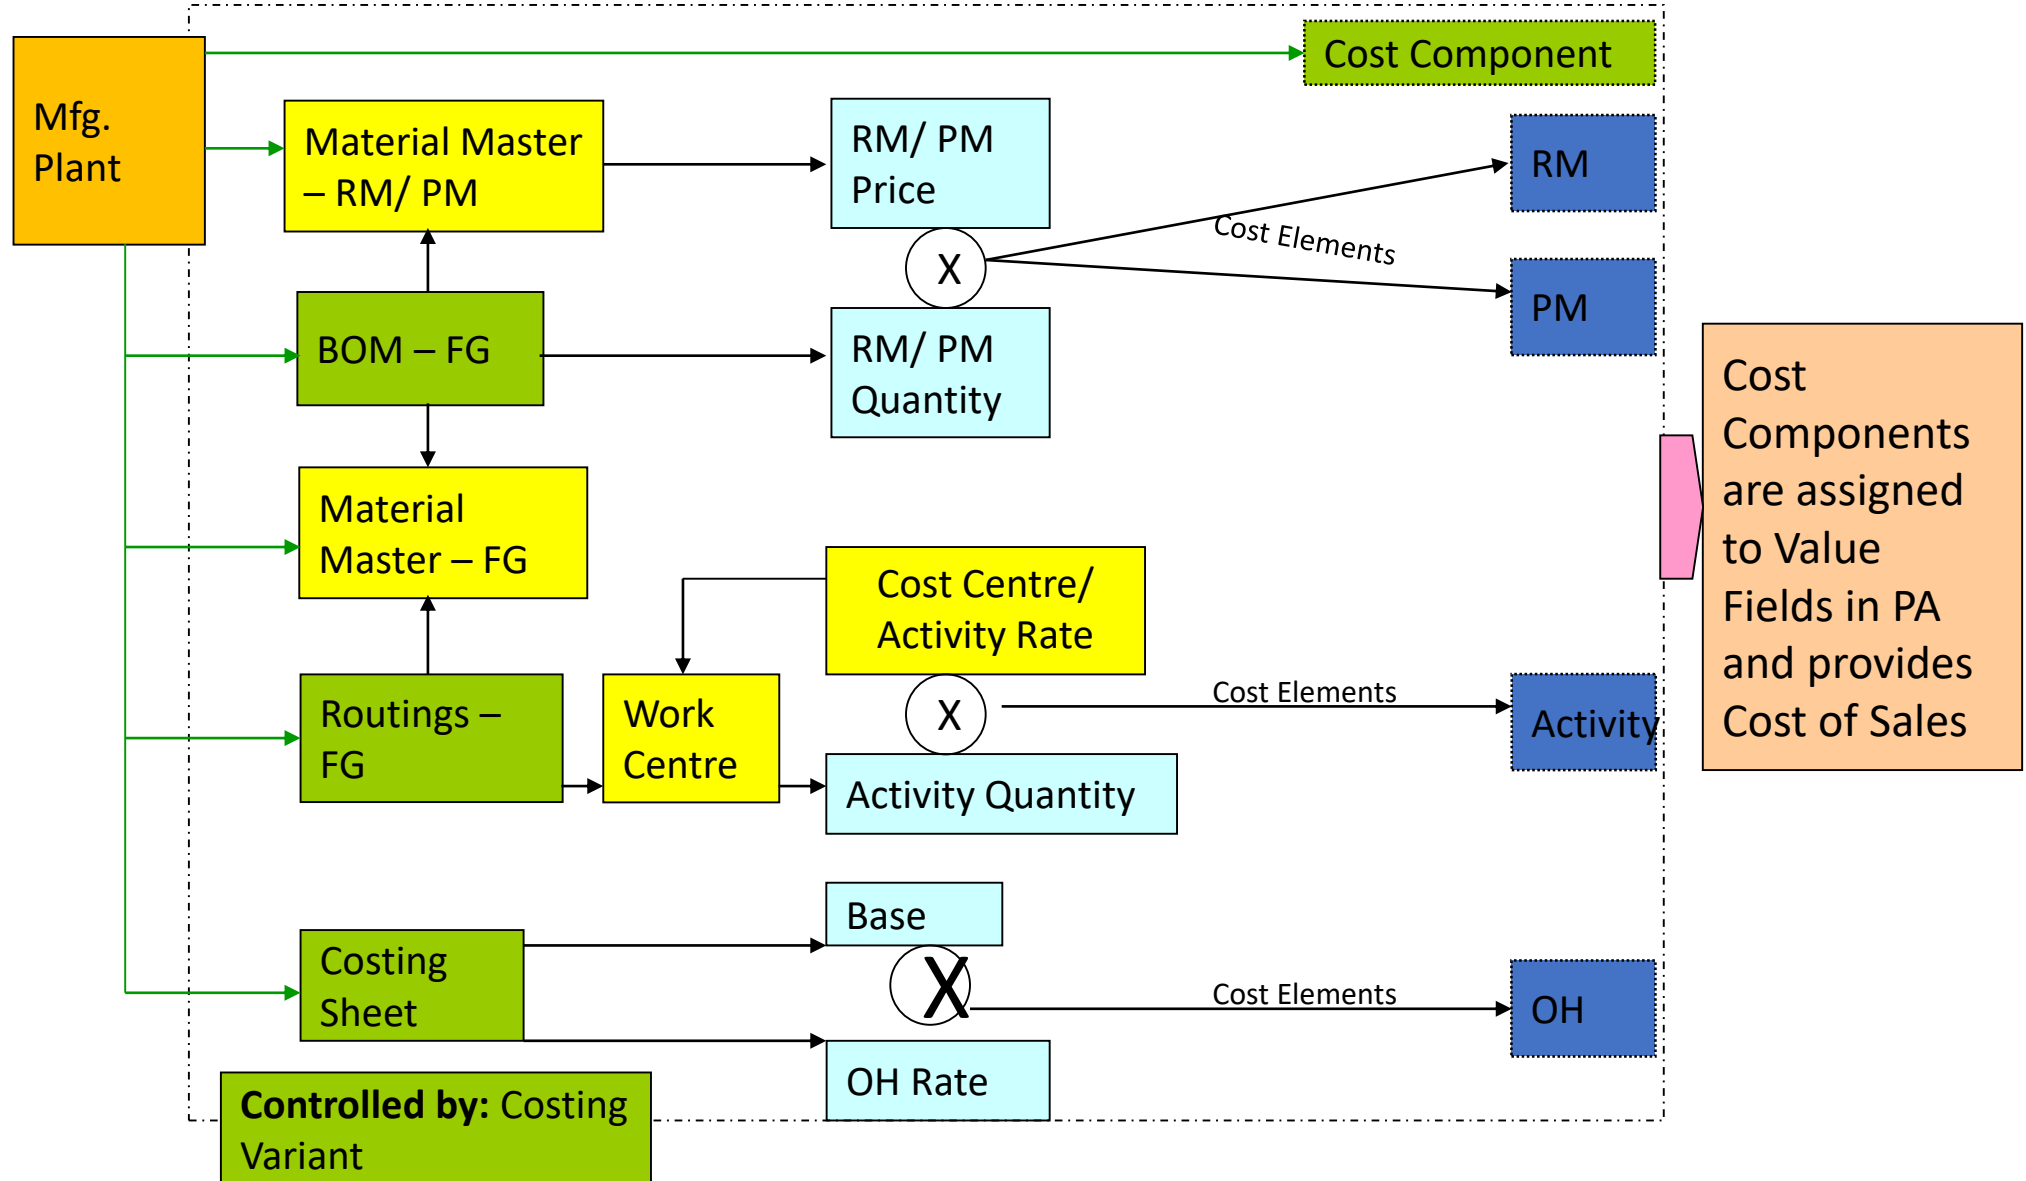 Cost Component
Mfg.
Plant
Material Master
– RM/ PM
RM/ PM
Price
RM
X
Cost Elements
PM
BOM – FG
RM/ PM
Quantity
Material
Master – FG
Cost Centre/
Activity Rate
Routings –
FG
Work
Centre
X
Cost Elements
Activity
Activity Quantity
Base
Costing
Sheet
X
Cost Elements
OH
OH Rate
Controlled by: Costing
Variant
Cost
Components
are assigned
to Value
Fields in PA
and provides
Cost of Sales